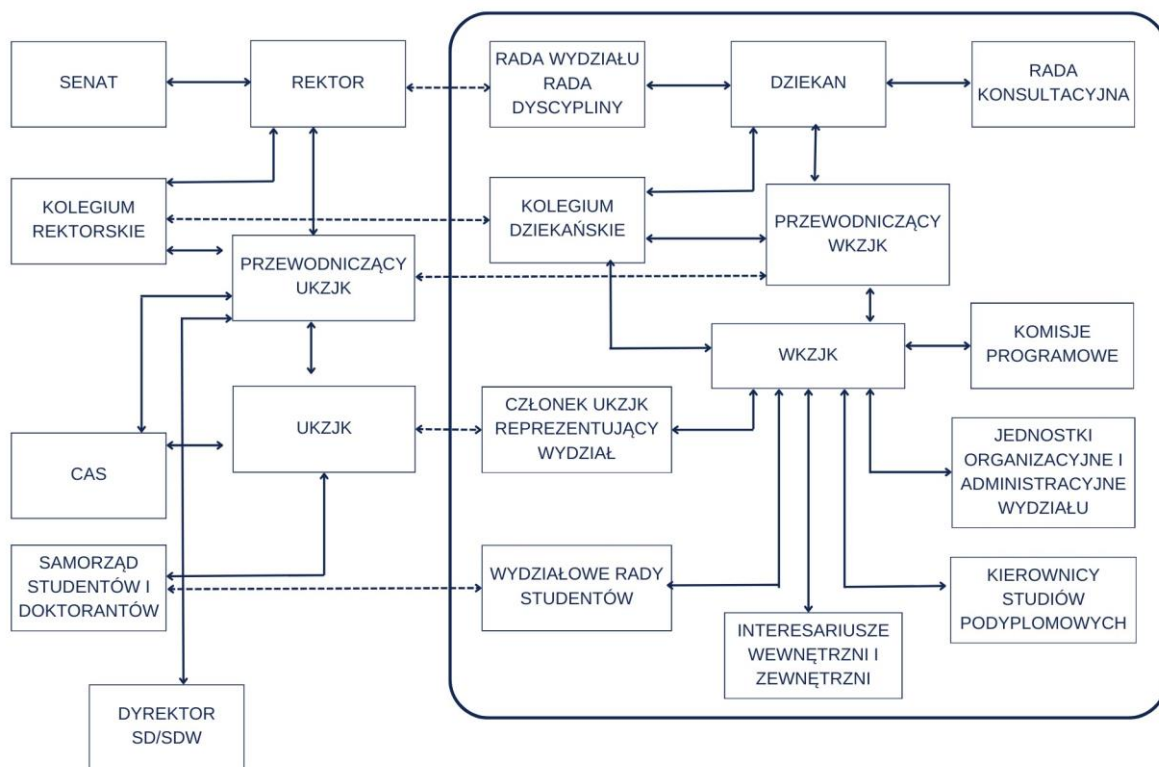 SENAT
REKTOR
RADA WYDZIAŁU
RADA
DYSCYPLINY
DZIEKAN
RADA
KONSULTACYJNA
KOLEGIUM
REKTORSKIE
KOLEGIUM
DZIEKAŃSKIE
PRZEWODNICZĄCY
WKZJK
PRZEWODNICZĄCY
UKZJK
WKZJK
KOMISJE
PROGRAMOWE
UKZJK
CZŁONEK UKZJK
REPREZENTUJĄCY
WYDZIAŁ
CAS
JEDNOSTKI
ORGANIZACYJNE I
ADMINISTRACYJNE
WYDZIAŁU
SAMORZĄD
STUDENTÓW I
DOKTORANTÓW
WYDZIAŁOWE RADY
STUDENTÓW
KIEROWNICY
STUDIÓW
PODYPLOMOWYCH
INTERESARIUSZE
WEWNĘTRZNI I
ZEWNĘTRZNI
DYREKTOR
SD/SDW